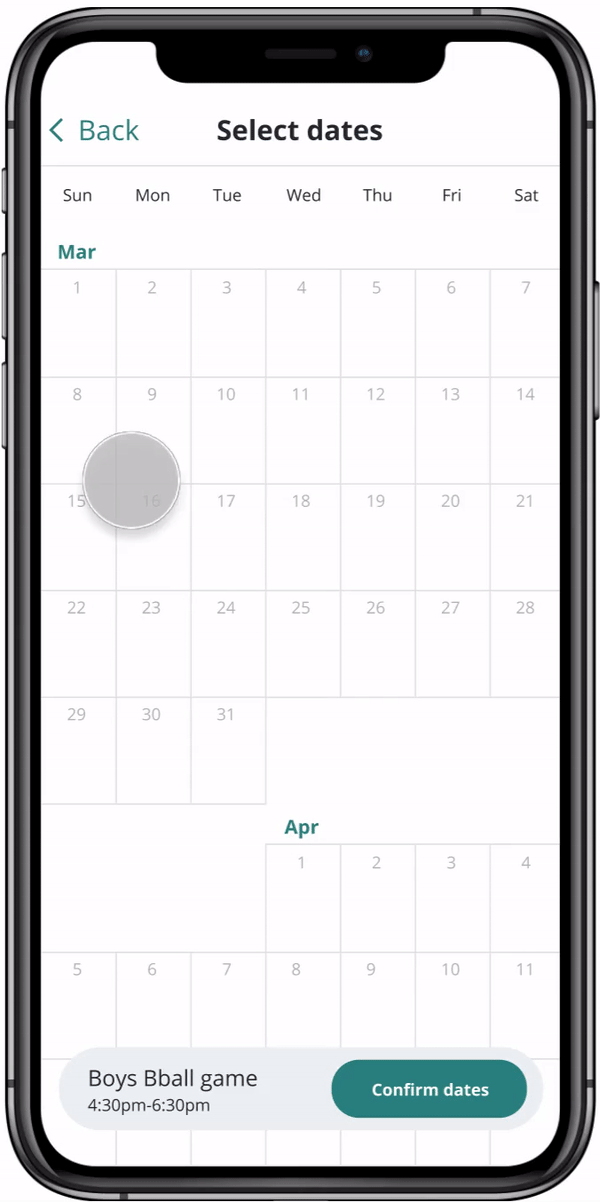 Back Select dates
Sun Mon Tue Wed Thu Fri Sat
Mar
1 2 3 4 5 6 7
8 9 10 11 12 13 14
15 16 17 18 19 20 21
22 23 24 25 26 27 28
29 30 31
Apr
1 2 3 4
5 6 7 8 9 10 11
Boys Bball game
4:30pm-6:30pm
Confirm dates